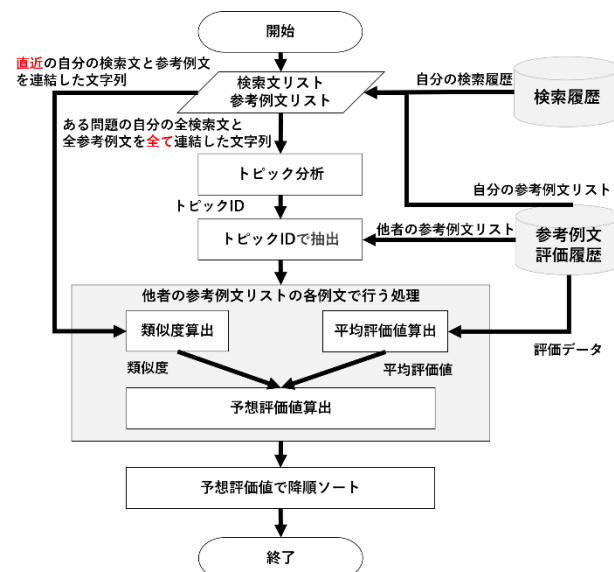 開始
直近の自分の検索文と参考例文
を連結した文字列
検索文リスト
参考例文リスト
自分の検索履歴
検索履歴
ある問題の自分の全検索文と
全参考例文を全て連結した文字列
トピック分析
自分の参考例文リスト
トピックID
トピックIDで抽出
他者の参考例文リスト
参考例文
評価履歴
他者の参考例文リストの各例文で行う処理
類似度算出
平均評価値算出
評価データ
類似度
平均評価値
予想評価値算出
予想評価値で降順ソート
終了